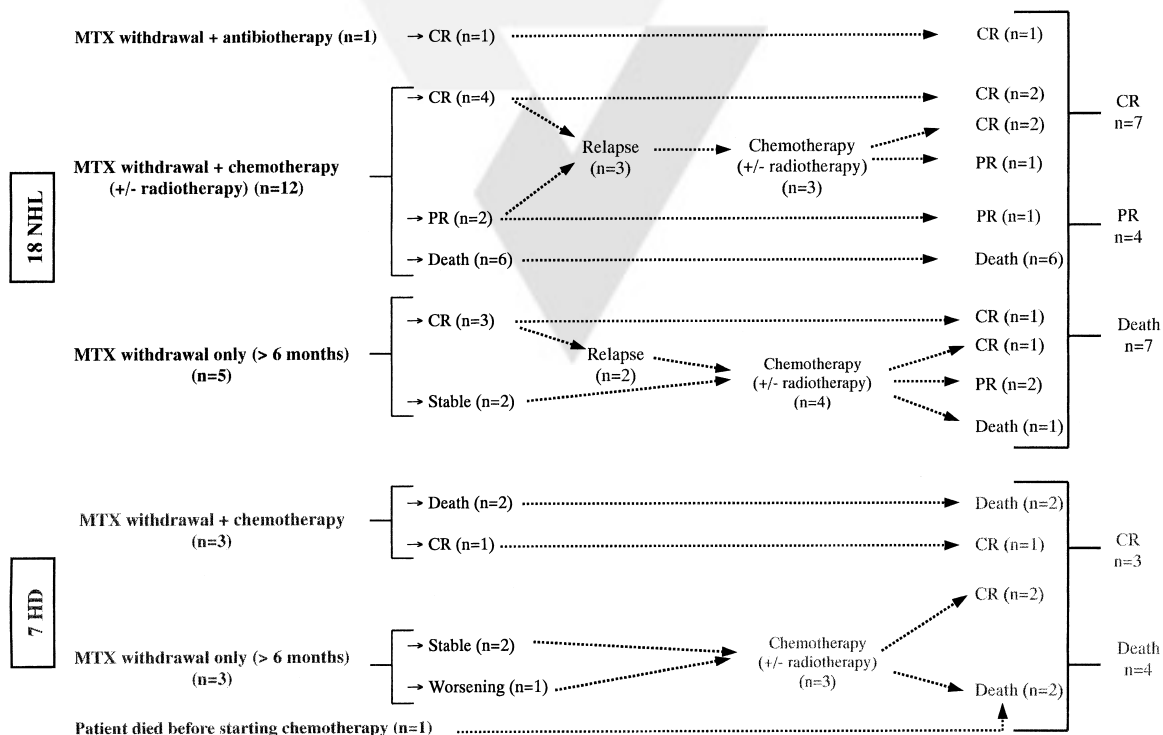 MTX withdrawal + antibiotherapy (n=1)
→ CR (n=1)
CR (n=1)
18 NHL
MTX withdrawal + chemotherapy
(+/- radiotherapy) (n=12)
→ CR (n=4)
CR (n=2)
Relapse
(n=3)
Chemotherapy
(+/- radiotherapy)
(n=3)
CR (n=2)
PR (n=1)
→ PR (n=2)
PR (n=1)
→ Death (n=6)
Death (n=6)
MTX withdrawal only (> 6 months)
(n=5)
→ CR (n=3)
CR (n=1)
Relapse
(n=2)
→ Stable (n=2)
Chemotherapy
(+/- radiotherapy)
(n=4)
CR (n=1)
PR (n=2)
Death (n=1)
CR
n=7
PR
n=4
Death
n=7
7 HD
MTX withdrawal + chemotherapy
(n=3)
→ Death (n=2)
Death (n=2)
→ CR (n=1)
CR (n=1)
MTX withdrawal only (> 6 months)
(n=3)
→ Stable (n=2)
→ Worsening (n=1)
Chemotherapy
(+/- radiotherapy)
(n=3)
CR (n=2)
Death (n=2)
Patient died before starting chemotherapy (n=1)
CR
n=3
Death
n=4